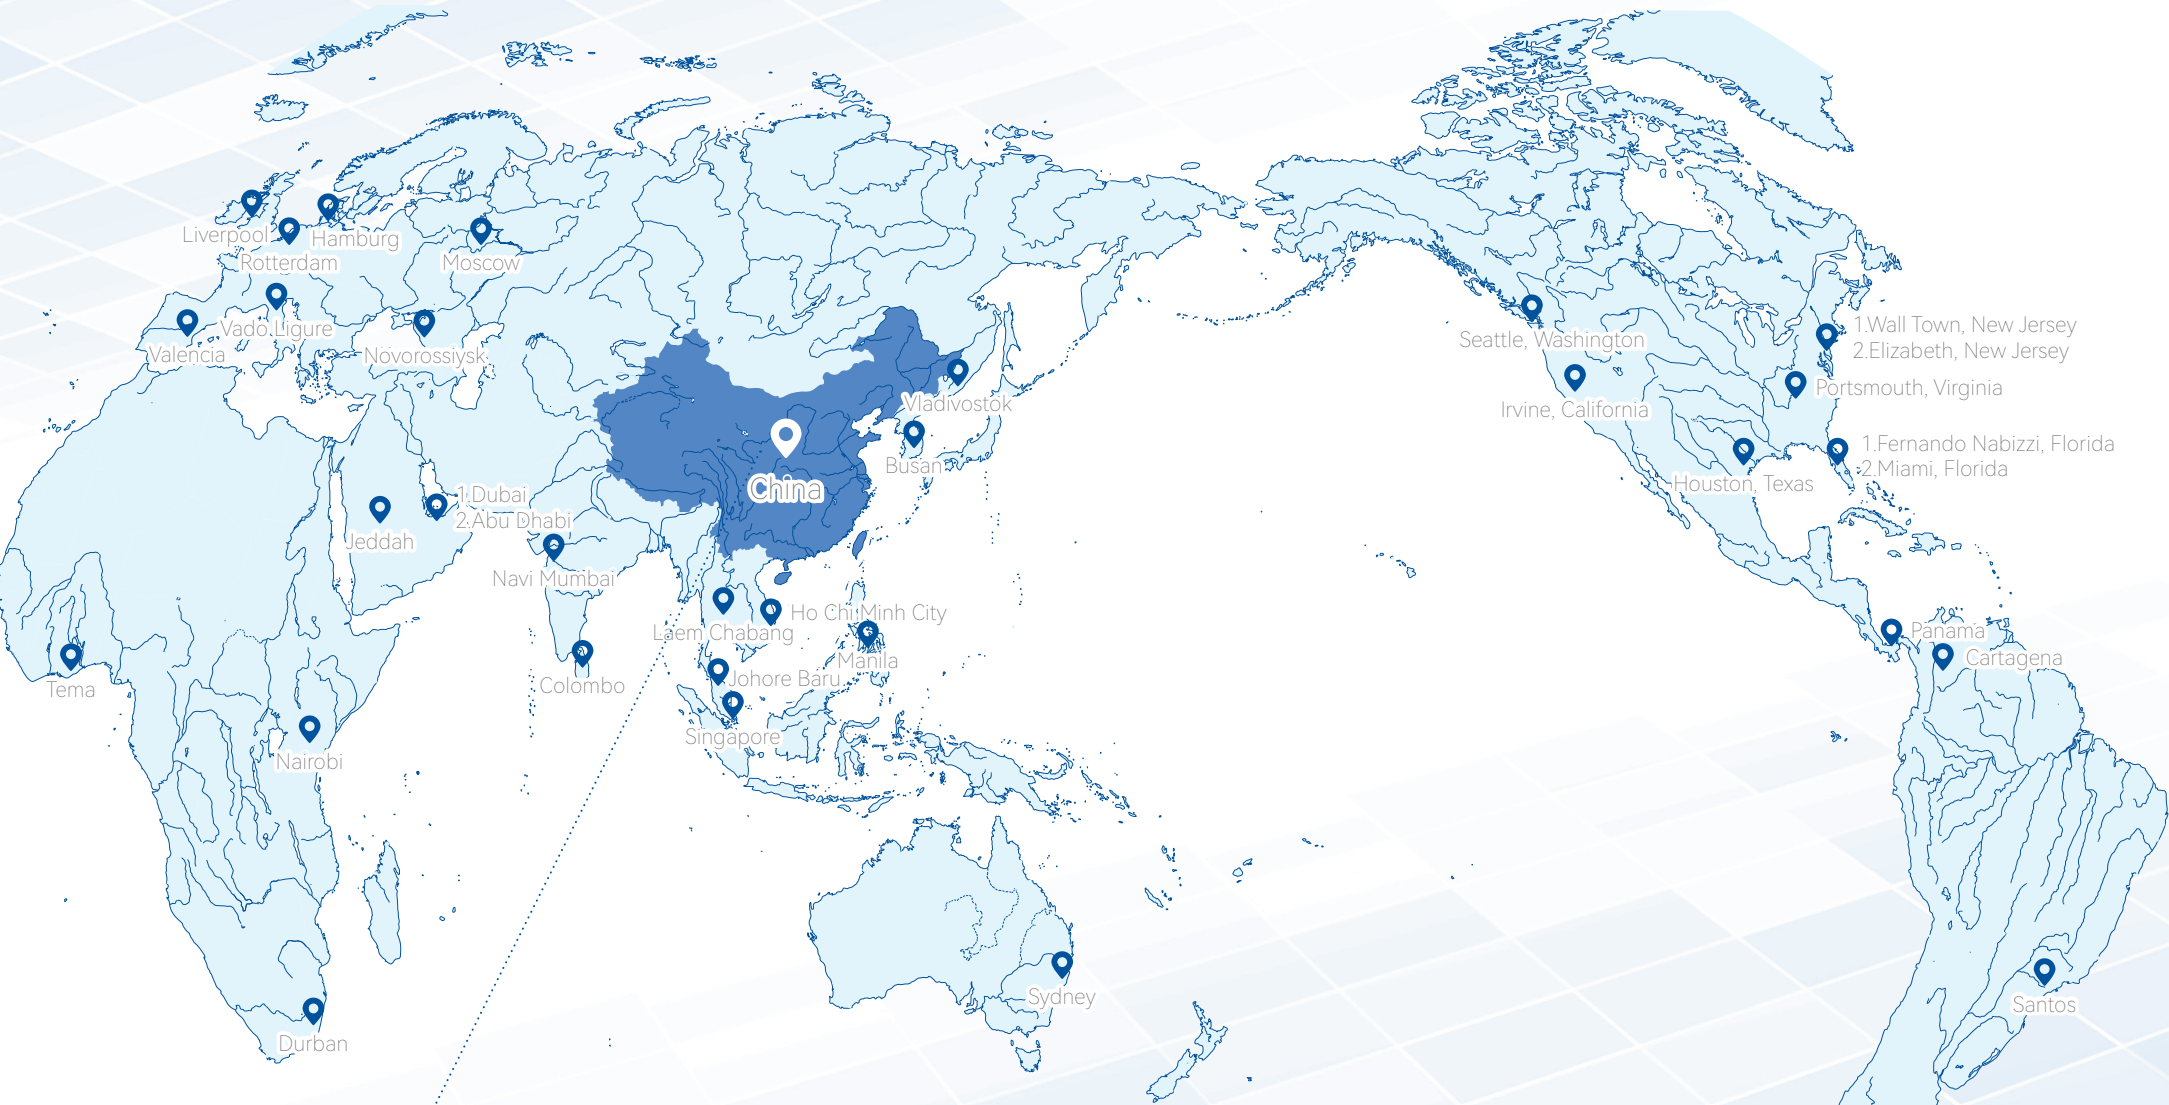 Liverpool
Hamburg
Rotterdam
Moscow
Vado Ligure
Valencia
Novorossiysk
Seattle, Washington
1.Wall Town, New Jersey
2.Elizabeth, New Jersey
Portsmouth, Virginia
Irvine, California
Vladivostok
1.Fernando Nabizzi, Florida
2.Miami, Florida
Busan
Houston, Texas
China
1.Dubai
2.Abu Dhabi
Jeddah
Navi Mumbai
Ho Chi Minh City
Laem Chabang
Panama
Manila
Cartagena
Johore Baru
Colombo
Tema
Singapore
Nairobi
Sydney
Santos
Durban